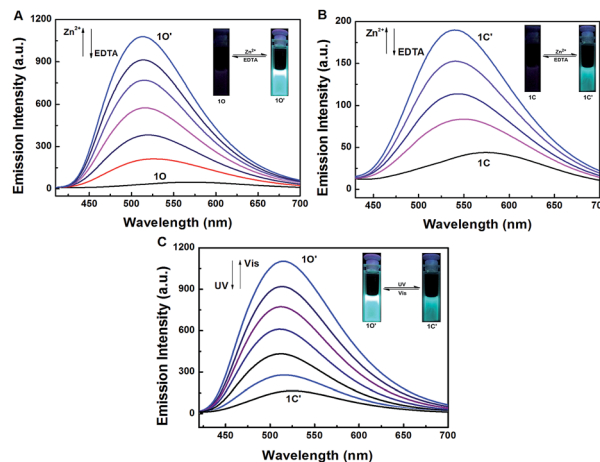 A
Zn2+
EDTA
1O'
1O
Zn2+
EDTA
1O
1O'
Emission Intensity (a.u.)
1200
900
600
300
0
450 500 550 600 650 700
Wavelength (nm)
B
Zn2+
EDTA
1C'
1C
Zn2+
EDTA
1C
1C'
Emission Intensity (a.u.)
200
150
100
50
0
450 500 550 600 650 700
Wavelength (nm)
C
UV
Vis
1O'
1C'
UV
Vis
1O'
1C'
Emission Intensity (a.u.)
1200
900
600
300
0
450 500 550 600 650 700
Wavelength (nm)